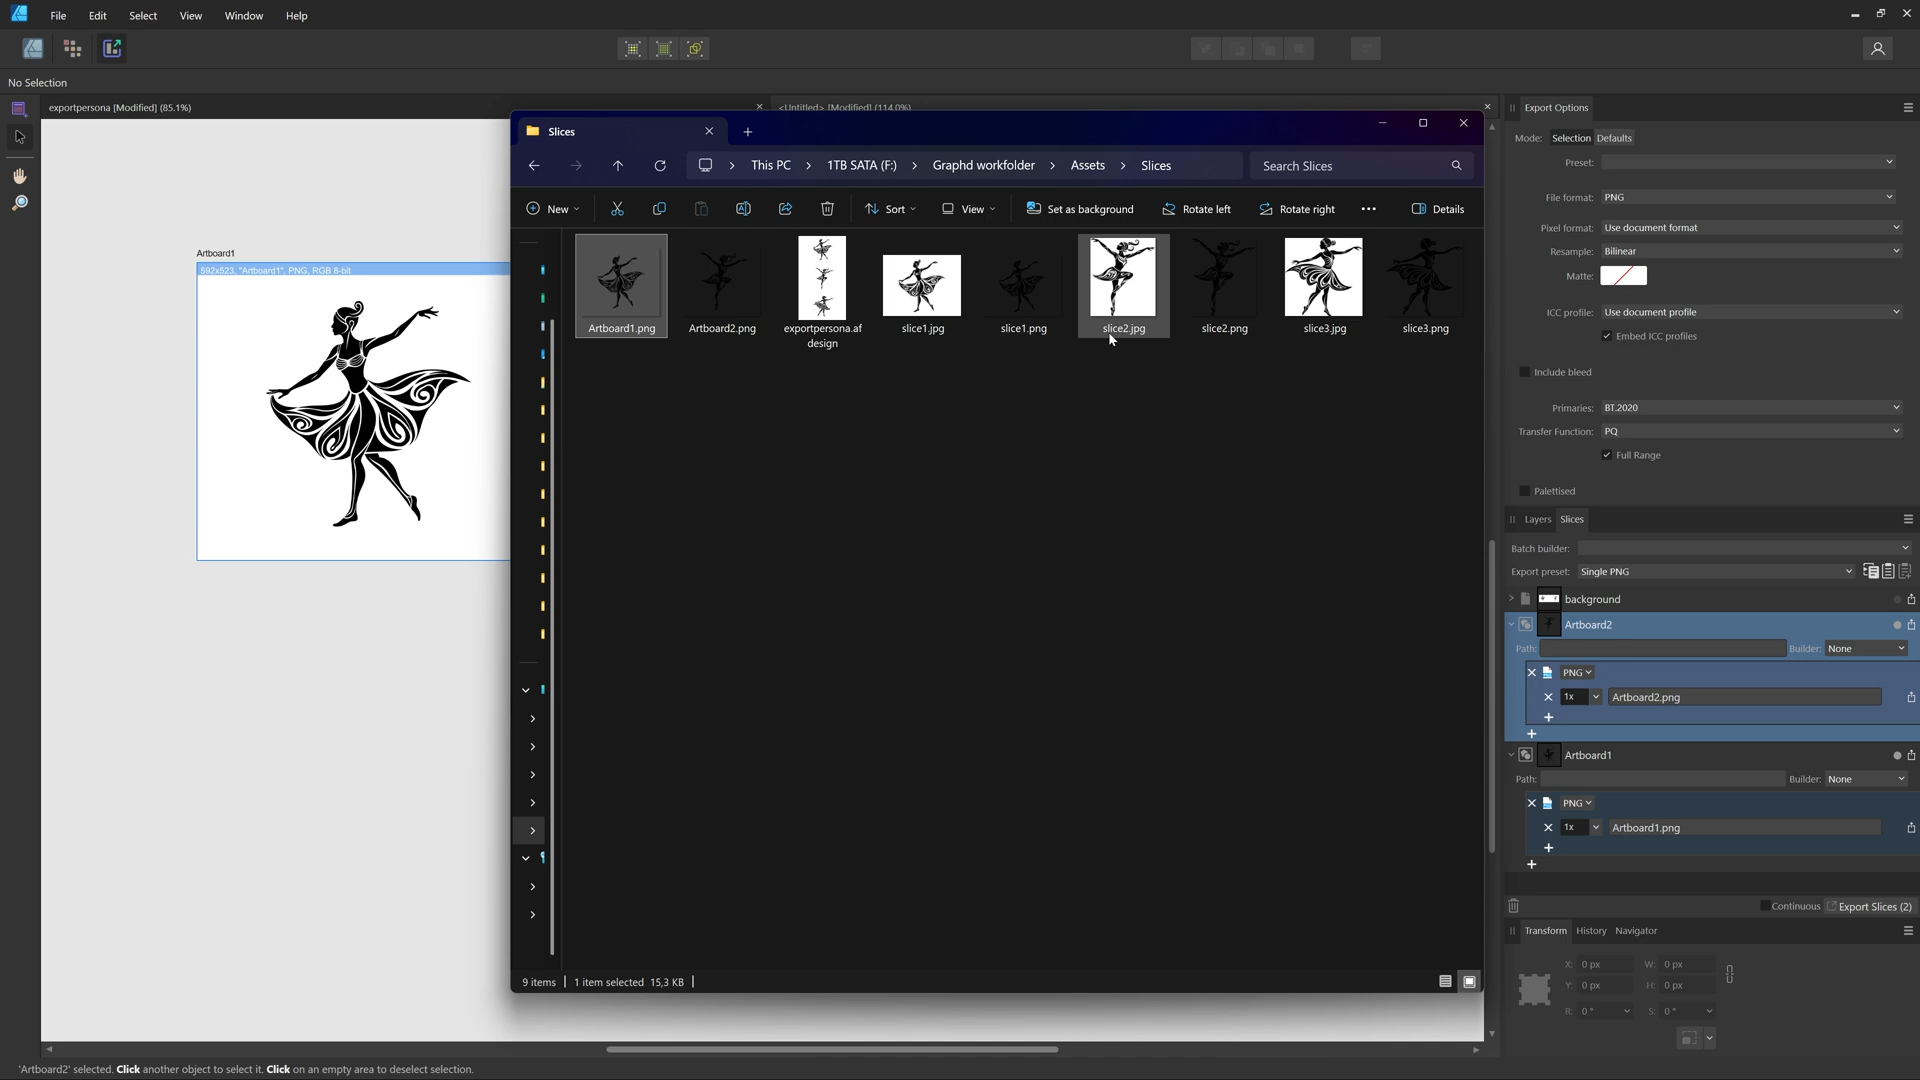 File Edit Select View Window Help
No Selection
exportpersona [Modified] (85.1%)
<Untitled> [Modified] (114.0%)
Artboard1
592x523, "Artboard1", PNG, RGB 8-bit
Slices
This PC > 1TB SATA (F:) > Graphd workfolder > Assets > Slices
Search Slices
New Sort View Set as background Rotate left Rotate right Details
Artboard1.png Artboard2.png exportpersona.af slice1.jpg slice1.png slice2.jpg slice2.png slice3.jpg slice3.png
design
9 items 1 item selected 15,3 KB
Export Options
Mode: Selection Defaults
Preset:
File format: PNG
Pixel format: Use document format
Resample: Bilinear
Matte:
ICC profile: Use document profile
Embed ICC profiles
Include bleed
Primaries: BT.2020
Transfer Function: PQ
Full Range
Palettised
Layers Slices
Batch builder:
Export preset: Single PNG
background
Artboard2
Path: Builder: None
PNG
1x Artboard2.png
Artboard1
Path: Builder: None
PNG
1x Artboard1.png
Continuous Export Slices (2)
Transform History Navigator
X: 0 px W: 0 px
Y: 0 px H: 0 px
R: 0 ° S: 0 °
'Artboard2' selected. Click another object to select it. Click on an empty area to deselect selection.